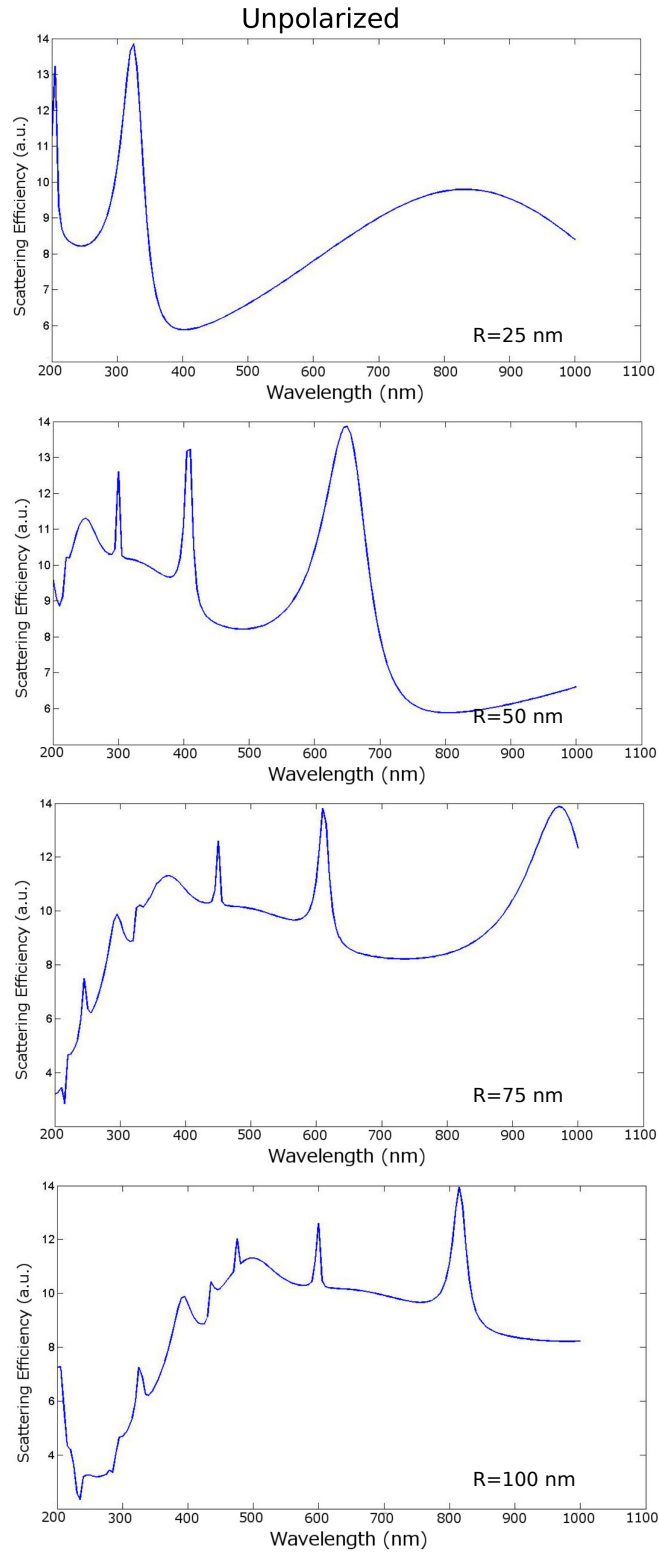 Unpolarized
14
13
12
11
10
9
8
7
6
200 300 400 500 600 700 800 900 1000 1100
Scattering Efficiency (a.u.)
Wavelength (nm)
R=25 nm
14
13
12
11
10
9
8
7
6
200 300 400 500 600 700 800 900 1000 1100
Scattering Efficiency (a.u.)
Wavelength (nm)
R=50 nm
14
12
10
8
6
4
200 300 400 500 600 700 800 900 1000 1100
Scattering Efficiency (a.u.)
Wavelength (nm)
R=75 nm
14
12
10
8
6
4
200 300 400 500 600 700 800 900 1000 1100
Scattering Efficiency (a.u.)
Wavelength (nm)
R=100 nm